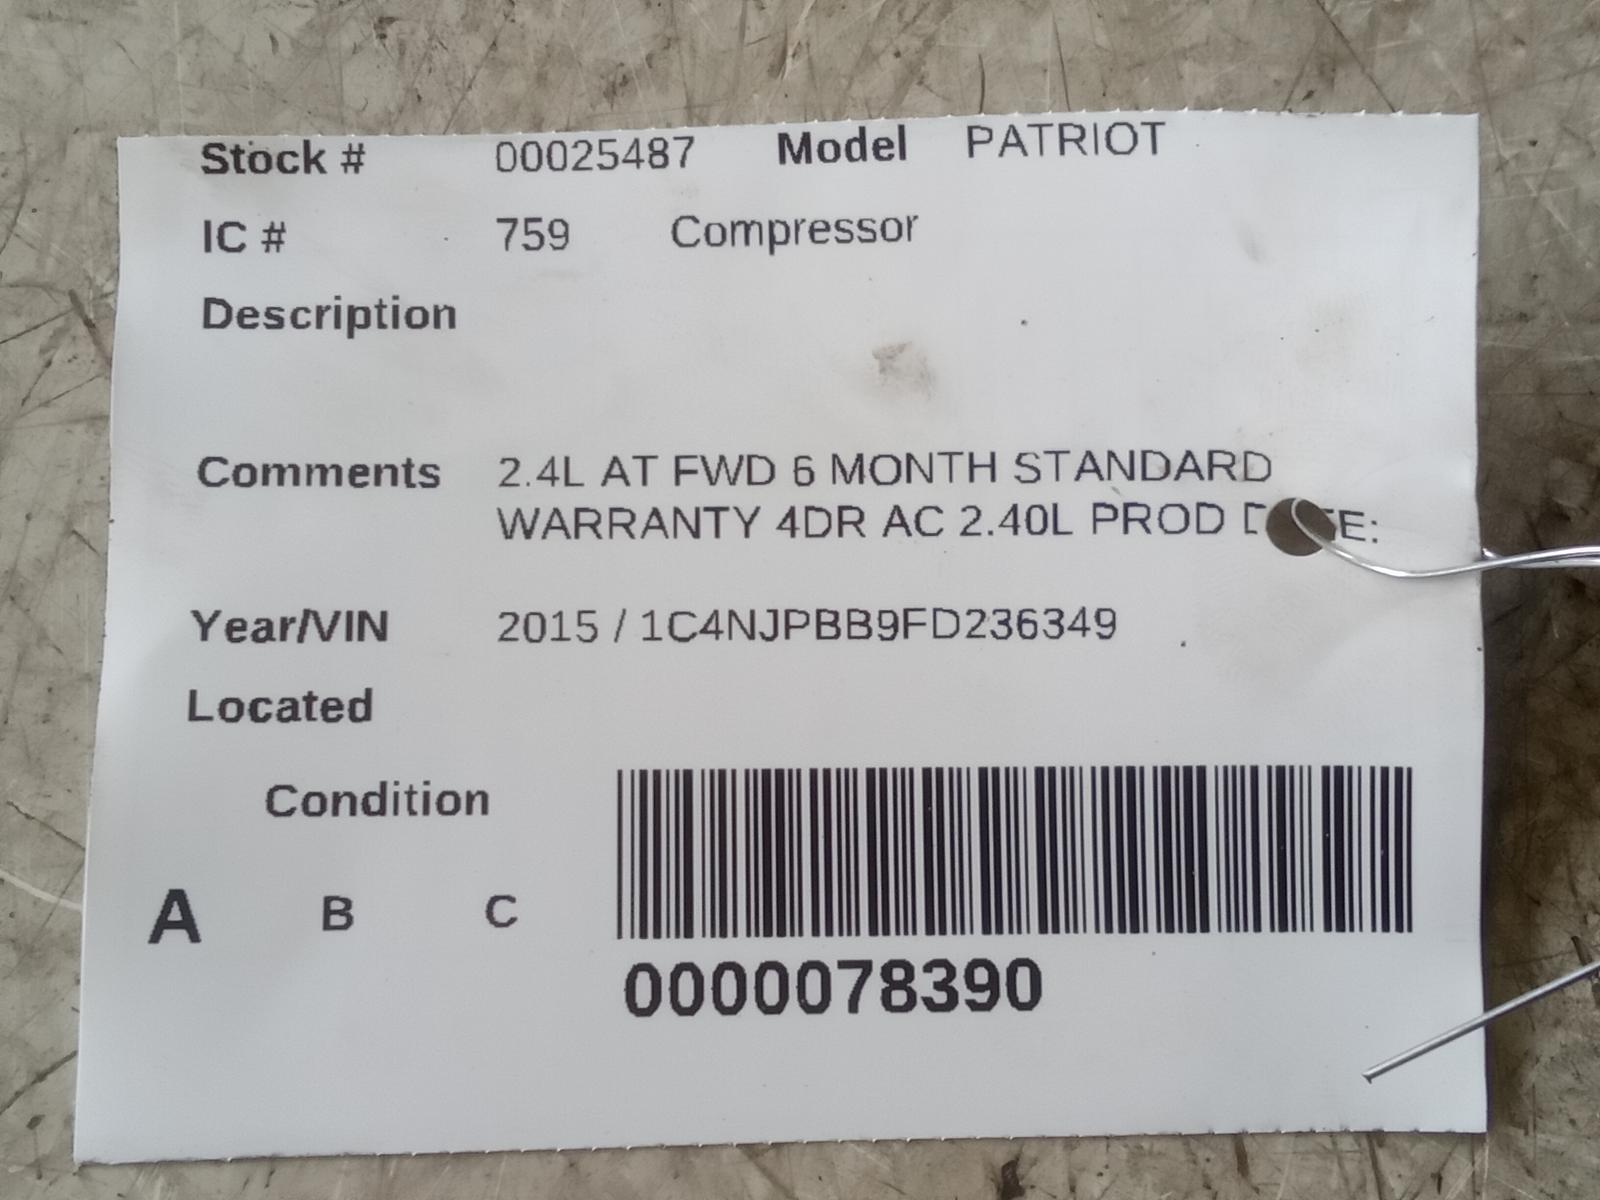 Stock # 00025487 Model PATRIOT
IC # 759 Compressor
Description
Comments 2.4L AT FWD 6 MONTH STANDARD
WARRANTY 4DR AC 2.40L PROD
Year/VIN 2015 / 1C4NJPBB9FD236349
Located
Condition
A B C
0000078390